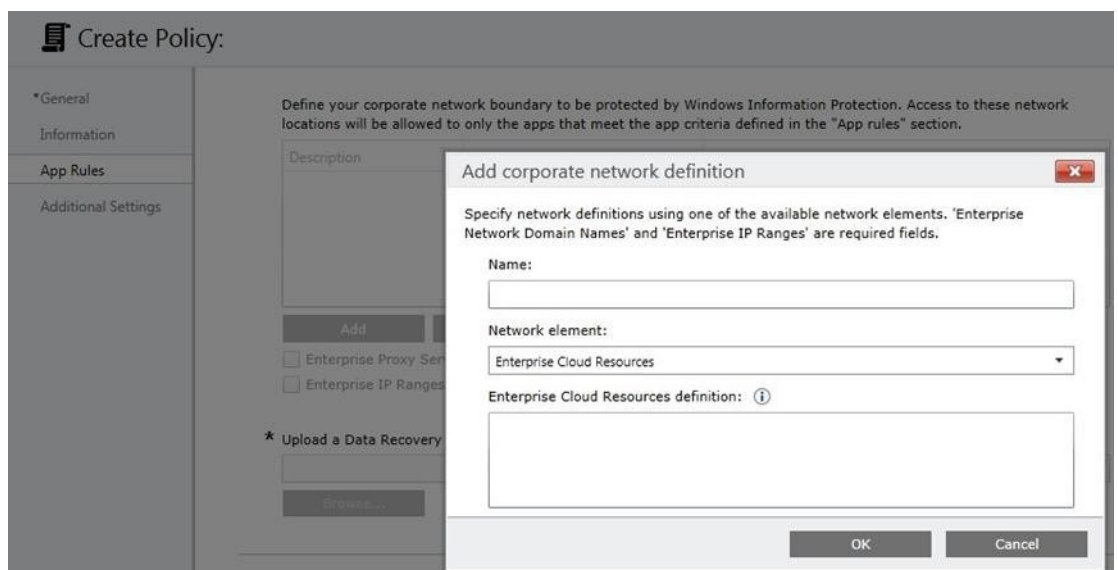 Create Policy:
*General
Information
App Rules
Additional Settings
Define your corporate network boundary to be protected by Windows Information Protection. Access to these network
locations will be allowed to only the apps that meet the app criteria defined in the "App rules" section.
Description
Add
Enterprise Proxy Ser
Enterprise IP Ranges
* Upload a Data Recovery
Browse...
Add corporate network definition
Specify network definitions using one of the available network elements. 'Enterprise
Network Domain Names' and 'Enterprise IP Ranges' are required fields.
Name:
Network element:
Enterprise Cloud Resources
Enterprise Cloud Resources definition:
OK
Cancel